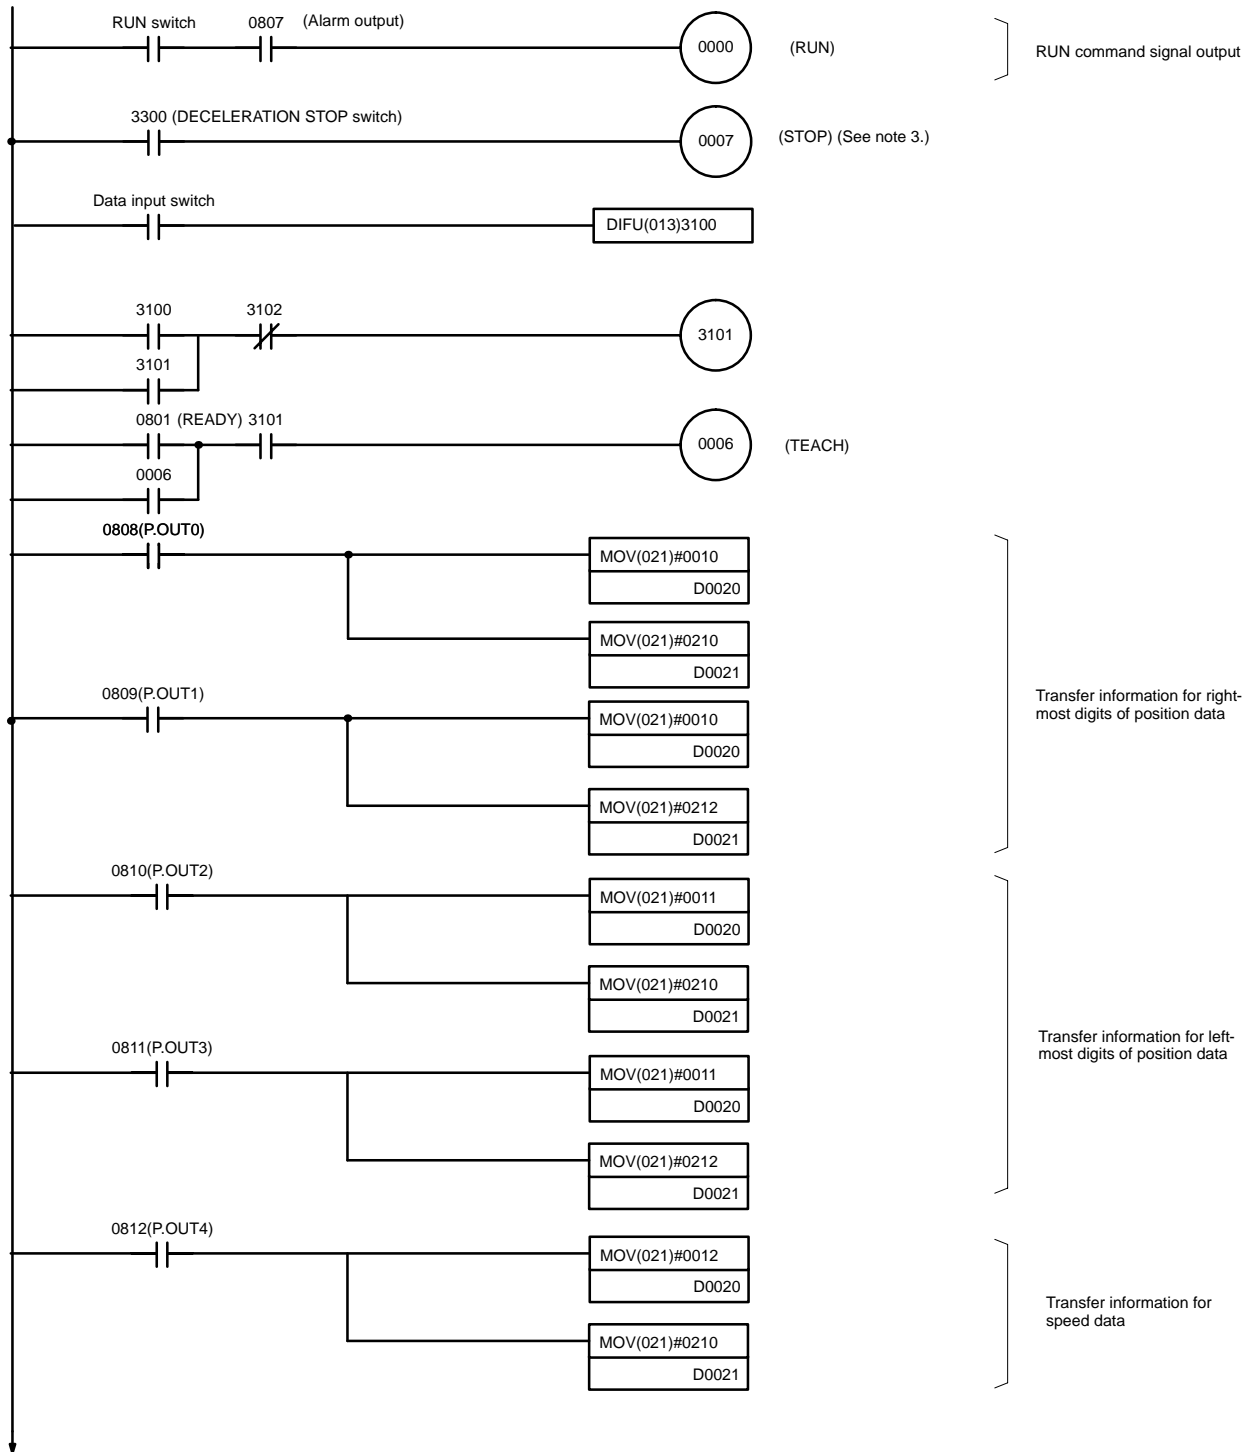 RUN switch
0807
(Alarm output)
0000
(RUN)
RUN command signal output
3300 (DECELERATION STOP switch)
0007
(STOP) (See note 3.)
Data input switch
DIFU(013)3100
3100
3102
3101
3101
0801 (READY) 3101
0006
(TEACH)
0006
0808(P.OUT0)
MOV(021)#0010
D0020
MOV(021)#0210
D0021
0809(P.OUT1)
MOV(021)#0010
D0020
MOV(021)#0212
D0021
Transfer information for right-
most digits of position data
0810(P.OUT2)
MOV(021)#0011
D0020
MOV(021)#0210
D0021
0811(P.OUT3)
MOV(021)#0011
D0020
MOV(021)#0212
D0021
Transfer information for left-
most digits of position data
0812(P.OUT4)
MOV(021)#0012
D0020
MOV(021)#0210
D0021
Transfer information for
speed data